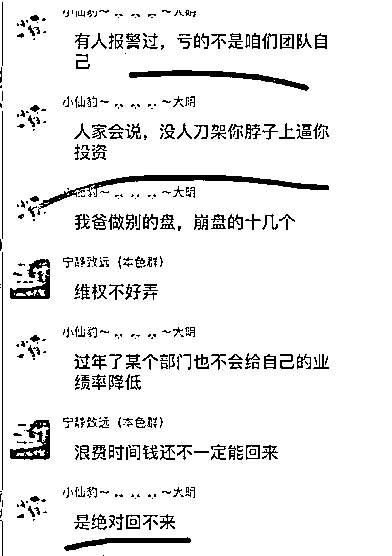 小仙豹～ ～大明
有人报警过，亏的不是咱们团队自
己
小仙豹～ ～大明
人家会说，没人刀架你脖子上逼你
投资
小仙豹～ ～大明
我爸做别的盘，崩盘的十几个
宁静致远（本色群）
维权不好弄
小仙豹～ ～大明
过年了某个部门也不会给自己的业
绩率降低
宁静致远（本色群）
浪费时间钱还不一定能回来
小仙豹～ ～大明
是绝对回不来